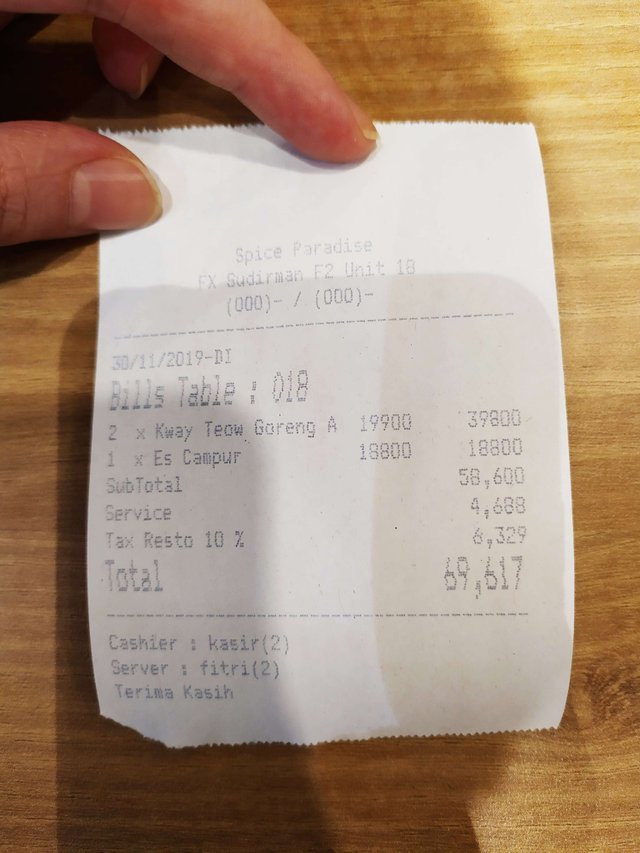 Spice Paradise
FX Sudirman F2 Unit 18
(000)- / (000)-
30/11/2019-DI
Bills Table : 018
2 x Kway Teow Goreng A 19900 39800
1 x Es Campur 18800 18800
SubTotal 58,600
Service 4,688
Tax Resto 10 % 6,329
Total 69,617
Cashier : kasir(2)
Server : fitri(2)
Terima Kasih